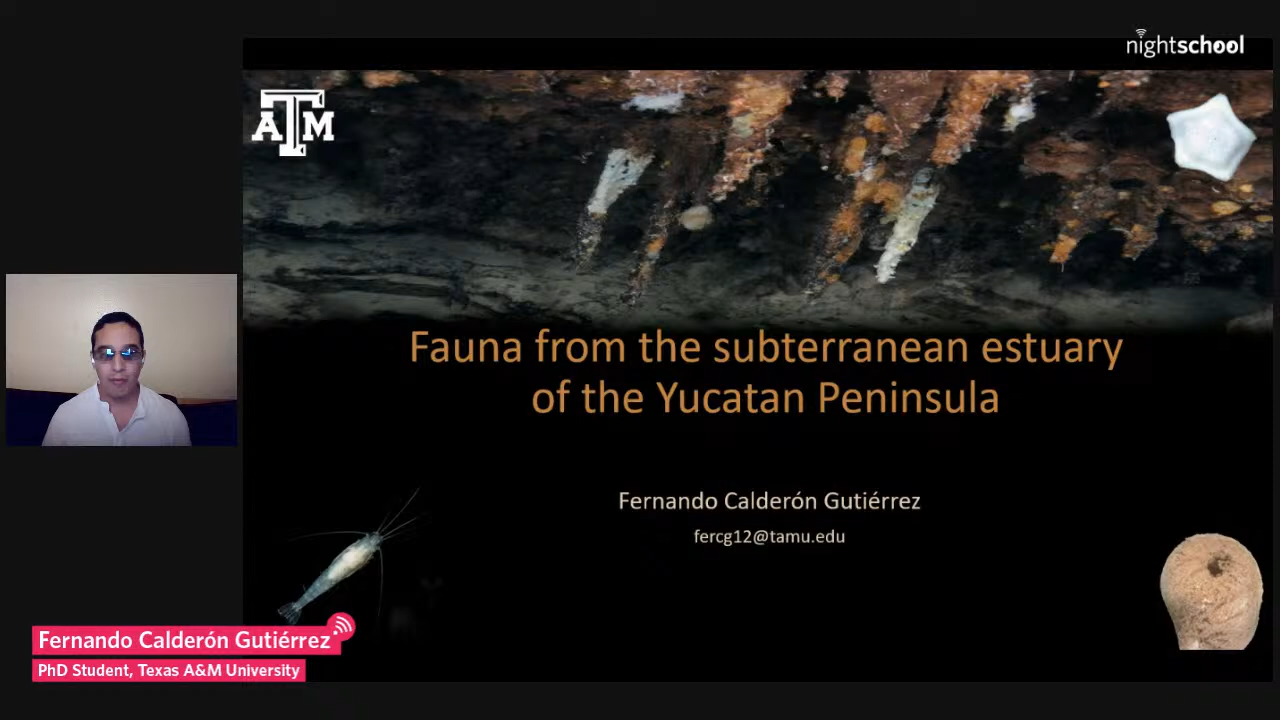 nightschool
ATM
Fauna from the subterranean estuary
of the Yucatan Peninsula
Fernando Calderón Gutiérrez
fercg12@tamu.edu
Fernando Calderón Gutiérrez
PhD Student, Texas A&M University